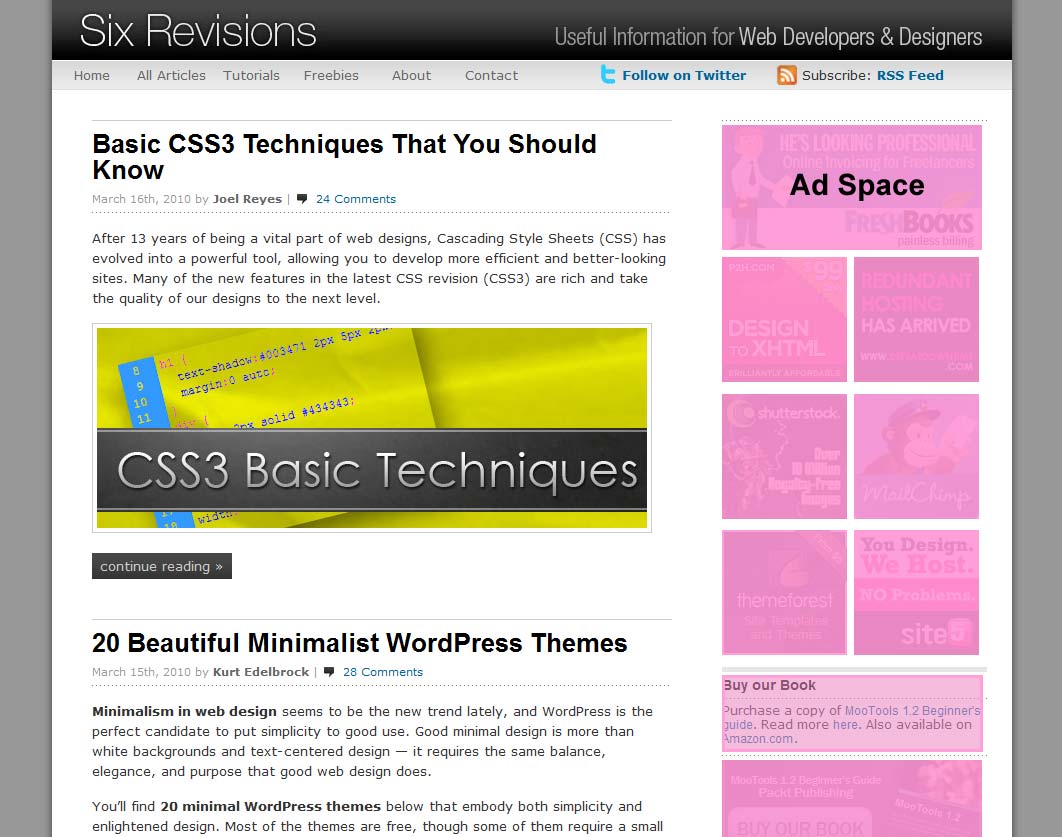 Six Revisions
Useful Information for Web Developers & Designers
Home All Articles Tutorials Freebies About Contact
Follow on Twitter
Subscribe: RSS Feed
Basic CSS3 Techniques That You Should
Know
March 16th, 2010 by Joel Reyes | 24 Comments
After 13 years of being a vital part of web designs, Cascading Style Sheets (CSS) has
evolved into a powerful tool, allowing you to develop more efficient and better-looking
sites. Many of the new features in the latest CSS revision (CSS3) are rich and take
the quality of our designs to the next level.
8
9
10
11
h1 {
text-shadow:#003471 2px 5px 2px
margin:0 auto;
}
div {
2px solid #434343;
CSS3 Basic Techniques
18
width:
continue reading »
20 Beautiful Minimalist WordPress Themes
March 15th, 2010 by Kurt Edelbrock | 28 Comments
Minimalism in web design seems to be the new trend lately, and WordPress is the
perfect candidate to put simplicity to good use. Good minimal design is more than
white backgrounds and text-centered design — it requires the same balance,
elegance, and purpose that good web design does.
You'll find 20 minimal WordPress themes below that embody both simplicity and
enlightened design. Most of the themes are free, though some of them require a small
HE'S LOOKING PROFESSIONAL
Online Invoicing for Freelancers
Ad Space
FRESHBOOKS
painless billing
P2H.COM
$99
DESIGN
TO XHTML
BRILLIANTLY AFFORDABLE
REDUNDANT
HOSTING
HAS ARRIVED
WWW.
.COM
shutterstock.
Over
10 Million
Royalty-Free
Images
MailChimp
themeforest
Site Templates
and Themes
You Design.
We Host.
NO Problems.
site5
Buy our Book
Purchase a copy of MooTools 1.2 Beginner's
guide. Read more here. Also available on
Amazon.com.
MooTools 1.2 Beginner's Guide
Packt Publishing
MooTools 1.2
BUY OUR BOOK